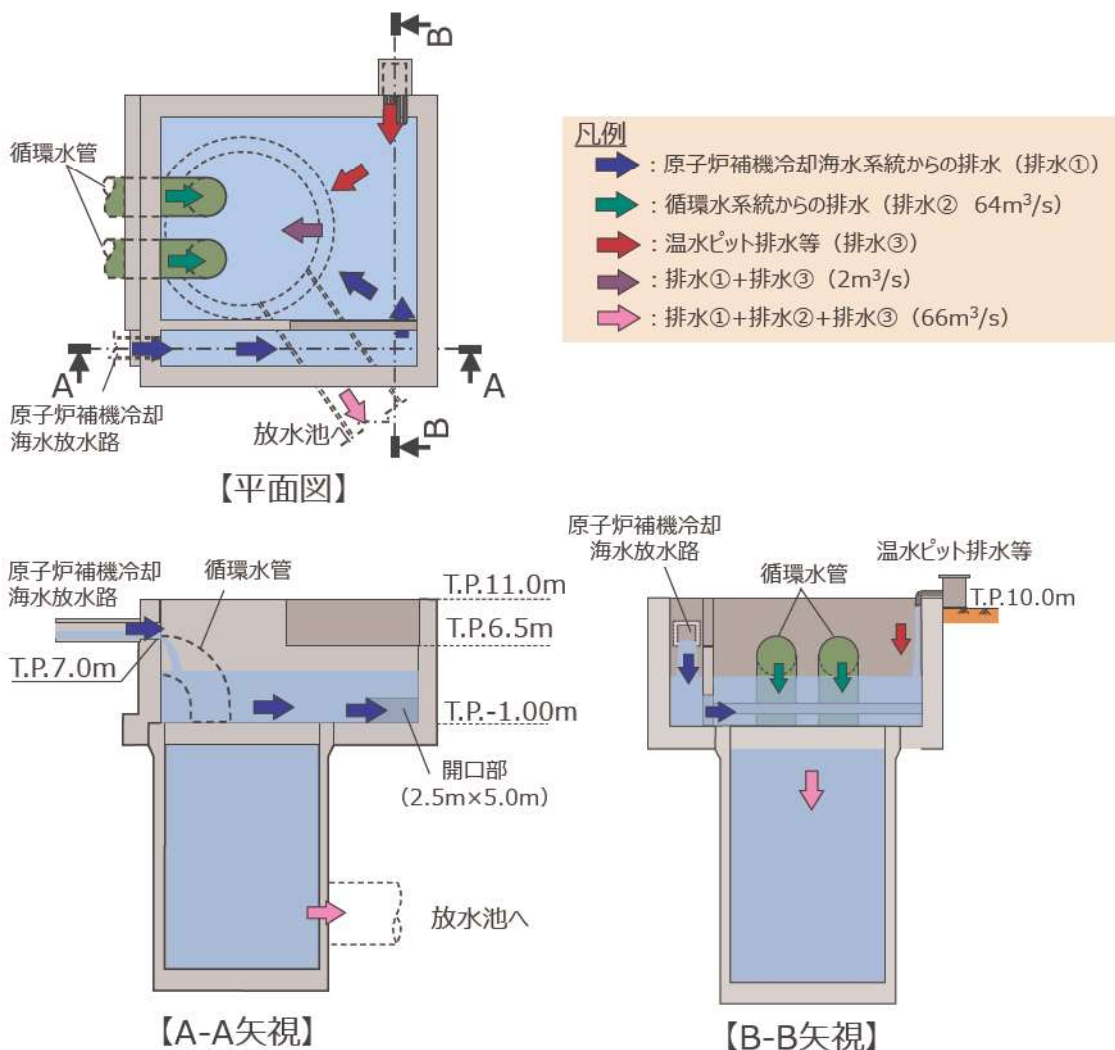 B
循環水管
A
A
原子炉補機冷却
海水放水路
放水池へ
B
【平面図】
凡例
：原子炉補機冷却海水系統からの排水（排水①）
：循環水系統からの排水（排水② 64m³/s）
：温水ピット排水等（排水③）
：排水①＋排水③（2m³/s）
：排水①＋排水②＋排水③（66m³/s）
原子炉補機冷却
海水放水路
循環水管
T.P.11.0m
T.P.6.5m
T.P.7.0m
T.P.-1.00m
開口部
（2.5m×5.0m）
放水池へ
【A-A矢視】
原子炉補機冷却
海水放水路
循環水管
温水ピット排水等
T.P.10.0m
【B-B矢視】